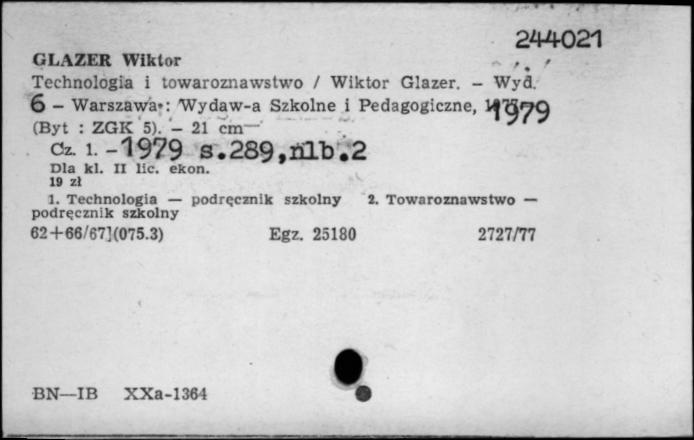 244021
GLAZER Wiktor
Technologia i towaroznawstwo / Wiktor Glazer. — Wyd.
6 — Warszawa : Wydaw-a Szkolne i Pedagogiczne, 1979
(Byt : ZGK 5). — 21 cm
Cz. 1. — 1979 s.289,nlb.2
Dla kl. II lic. ekon.
19 zł
1. Technologia — podręcznik szkolny 2. Towaroznawstwo —
podręcznik szkolny
62+66/67](075.3) Egz. 25180 2727/77
BN—IB XXa-1364